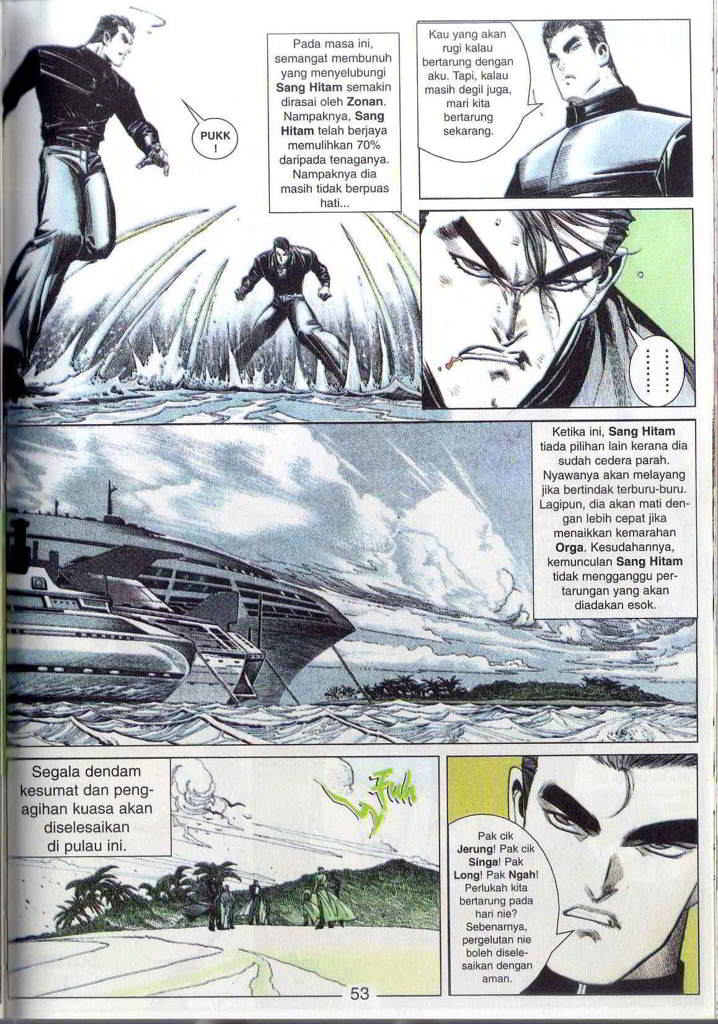 PUKK
!
Pada masa ini,
semangat membunuh
yang menyelubungi
Sang Hitam semakin
dirasai oleh Zonan.
Nampaknya, Sang
Hitam telah berjaya
memulihkan 70%
daripada tenaganya.
Nampaknya dia
masih tidak berpuas
hati...
Kau yang akan
rugi kalau
bertarung dengan
aku. Tapi, kalau
masih degil juga,
mari kita
bertarung
sekarang.
Ketika ini, Sang Hitam
tiada pilihan lain kerana dia
sudah cedera parah.
Nyawanya akan melayang
jika bertindak terburu-buru.
Lagipun, dia akan mati den-
gan lebih cepat jika
menaikkan kemarahan
Orga. Kesudahannya,
kemunculan Sang Hitam
tidak mengganggu per-
tarungan yang akan
diadakan esok.
Segala dendam
kesumat dan peng-
agihan kuasa akan
diselesaikan
di pulau ini.
Fuh
Pak cik
Jerung! Pak cik
Singa! Pak
Long! Pak Ngah!
Perlukah kita
bertarung pada
hari nie?
Sebenarnya,
pergelutan nie
boleh disele-
saikan dengan
aman.
53